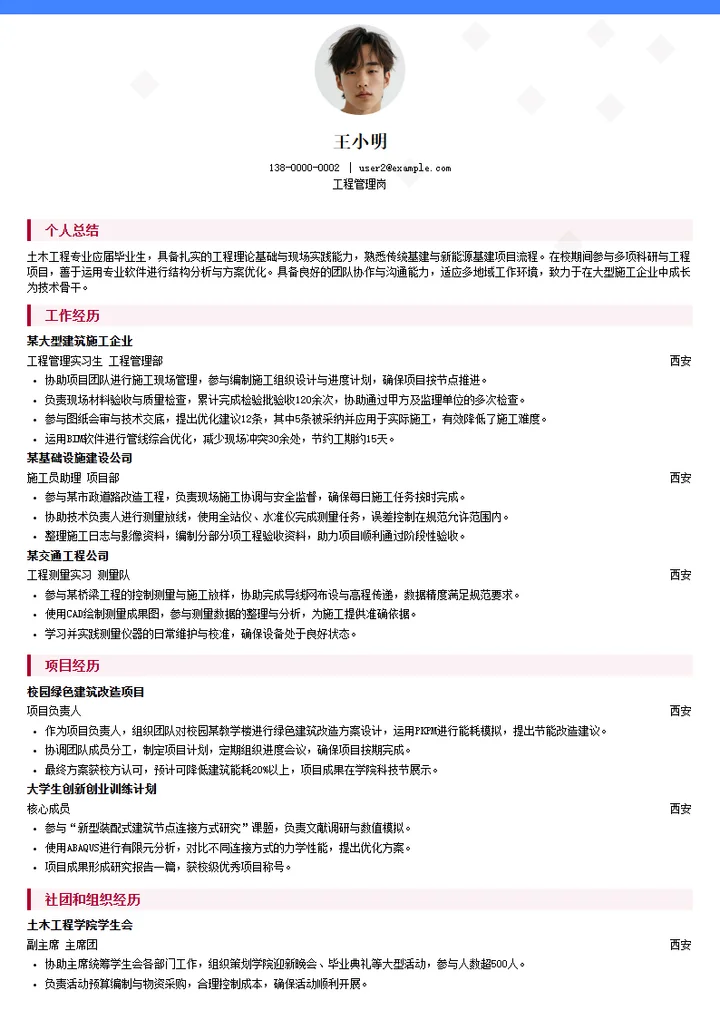 王小明
138-0000-0002 | user2@example.com
工程管理岗
个人总结
土木工程专业应届毕业生，具备扎实的工程理论基础与现场实践能力，熟悉传统基建与新能源基建项目流程。在校期间参与多项科研与工程
项目，善于运用专业软件进行结构分析与方案优化。具备良好的团队协作与沟通能力，适应多地域工作环境，致力于在大型施工企业中成长
为技术骨干。
工作经历
某大型建筑施工企业
工程管理实习生 工程管理部 西安
• 协助项目团队进行施工现场管理，参与编制施工组织设计与进度计划，确保项目按节点推进。
• 负责现场材料验收与质量检查，累计完成检验批验收120余次，协助通过甲方及监理单位的多次检查。
• 参与图纸会审与技术交底，提出优化建议12条，其中5条被采纳并应用于实际施工，有效降低了施工难度。
• 运用BIM软件进行管线综合优化，减少现场冲突30余处，节约工期约15天。
某基础设施建设公司
施工员助理 项目部 西安
• 参与某市政道路改造工程，负责现场施工协调与安全监督，确保每日施工任务按时完成。
• 协助技术负责人进行测量放线，使用全站仪、水准仪完成测量任务，误差控制在规范允许范围内。
• 整理施工日志与影像资料，编制分部分项工程验收资料，助力项目顺利通过阶段性验收。
某交通工程公司
工程测量实习 测量队 西安
• 参与某桥梁工程的控制测量与施工放样，协助完成导线网布设与高程传递，数据精度满足规范要求。
• 使用CAD绘制测量成果图，参与测量数据的整理与分析，为施工提供准确依据。
• 学习并实践测量仪器的日常维护与校准，确保设备处于良好状态。
项目经历
校园绿色建筑改造项目
项目负责人 西安
• 作为项目负责人，组织团队对校园某教学楼进行绿色建筑改造方案设计，运用PKPM进行能耗模拟，提出节能改造建议。
• 协调团队成员分工，制定项目计划，定期组织进度会议，确保项目按期完成。
• 最终方案获校方认可，预计可降低建筑能耗20%以上，项目成果在学院科技节展示。
大学生创新创业训练计划
核心成员 西安
• 参与“新型装配式建筑节点连接方式研究”课题，负责文献调研与数值模拟。
• 使用ABAQUS进行有限元分析，对比不同连接方式的力学性能，提出优化方案。
• 项目成果形成研究报告一篇，获校级优秀项目称号。
社团和组织经历
土木工程学院学生会
副主席 主席团 西安
• 协助主席统筹学生会各部门工作，组织策划学院迎新晚会、毕业典礼等大型活动，参与人数超500人。
• 负责活动预算编制与物资采购，合理控制成本，确保活动顺利开展。